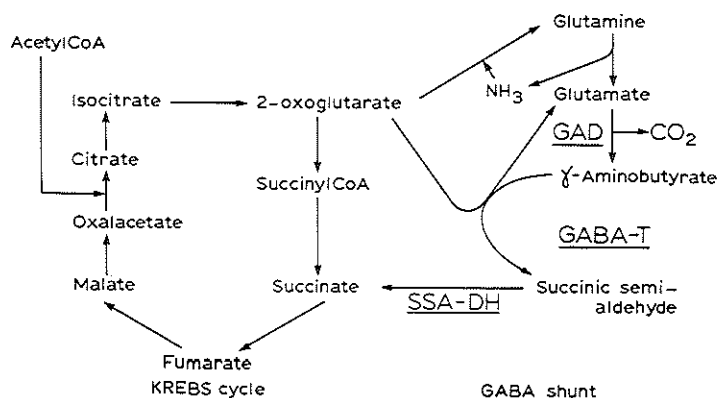 Glutamine
AcetylCoA
NH3
Isocitrate
2-oxoglutarate
Glutamate
GAD
CO2
Citrate
SuccinylCoA
γ-Aminobutyrate
Oxalacetate
GABA-T
Malate
Succinate
SSA-DH
Succinic semi-
aldehyde
Fumarate
KREBS cycle
GABA shunt